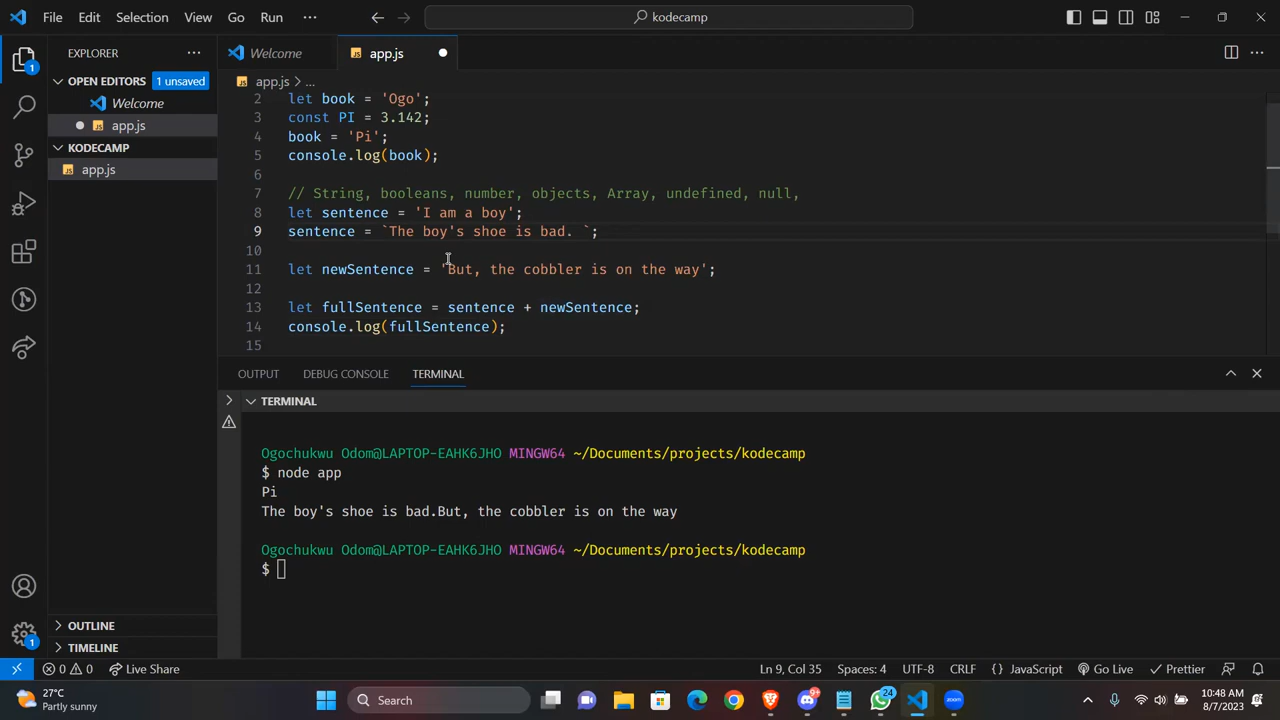 File Edit Selection View Go Run ··· kodecamp
EXPLORER ··· Welcome app.js
OPEN EDITORS 1 unsaved
Welcome
app.js
KODECAMP
app.js
app.js > ...
2 let book = 'Ogo';
3 const PI = 3.142;
4 book = 'Pi';
5 console.log(book);
6
7 // String, booleans, number, objects, Array, undefined, null,
8 let sentence = 'I am a boy';
9 sentence = `The boy's shoe is bad. `;
10
11 let newSentence = 'But, the cobbler is on the way';
12
13 let fullSentence = sentence + newSentence;
14 console.log(fullSentence);
15
OUTPUT DEBUG CONSOLE TERMINAL
TERMINAL
Ogochukwu Odom@LAPTOP-EAHK6JHO MINGW64 ~/Documents/projects/kodecamp
$ node app
Pi
The boy's shoe is bad.But, the cobbler is on the way
Ogochukwu Odom@LAPTOP-EAHK6JHO MINGW64 ~/Documents/projects/kodecamp
$
OUTLINE
TIMELINE
1
1
0 0 Live Share Ln 9, Col 35 Spaces: 4 UTF-8 CRLF {} JavaScript Go Live Prettier
27°C
Partly sunny
Search
9+
24
zoom
10:48 AM
8/7/2023